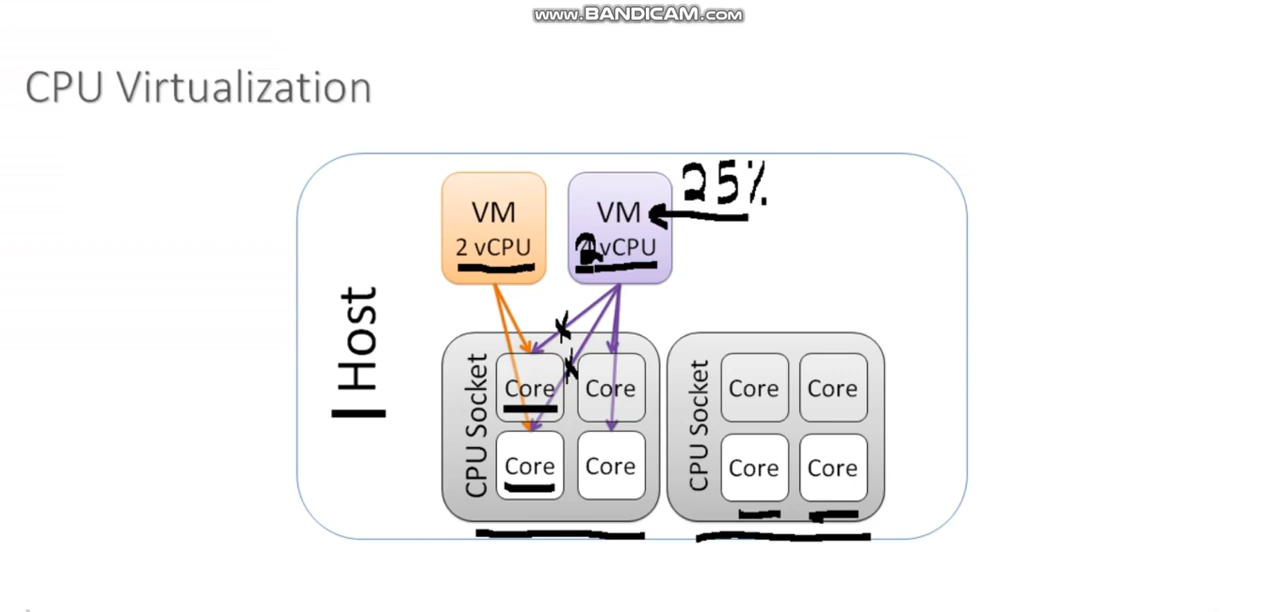 www.BANDICAM.com
CPU Virtualization
25%
VM
2 vCPU
VM
2 vCPU
Host
CPU Socket
Core
Core
Core
Core
CPU Socket
Core
Core
Core
Core